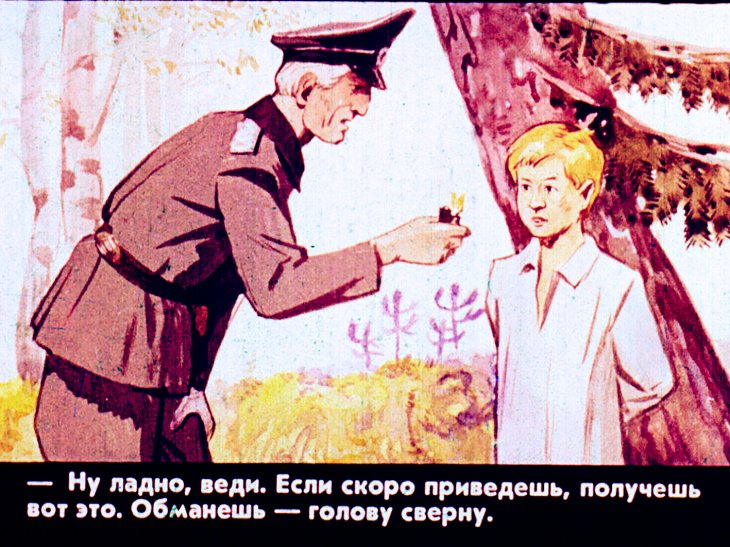 — Ну ладно, веди. Если скоро приведешь, получешь
вот это. Обманешь — голову сверну.